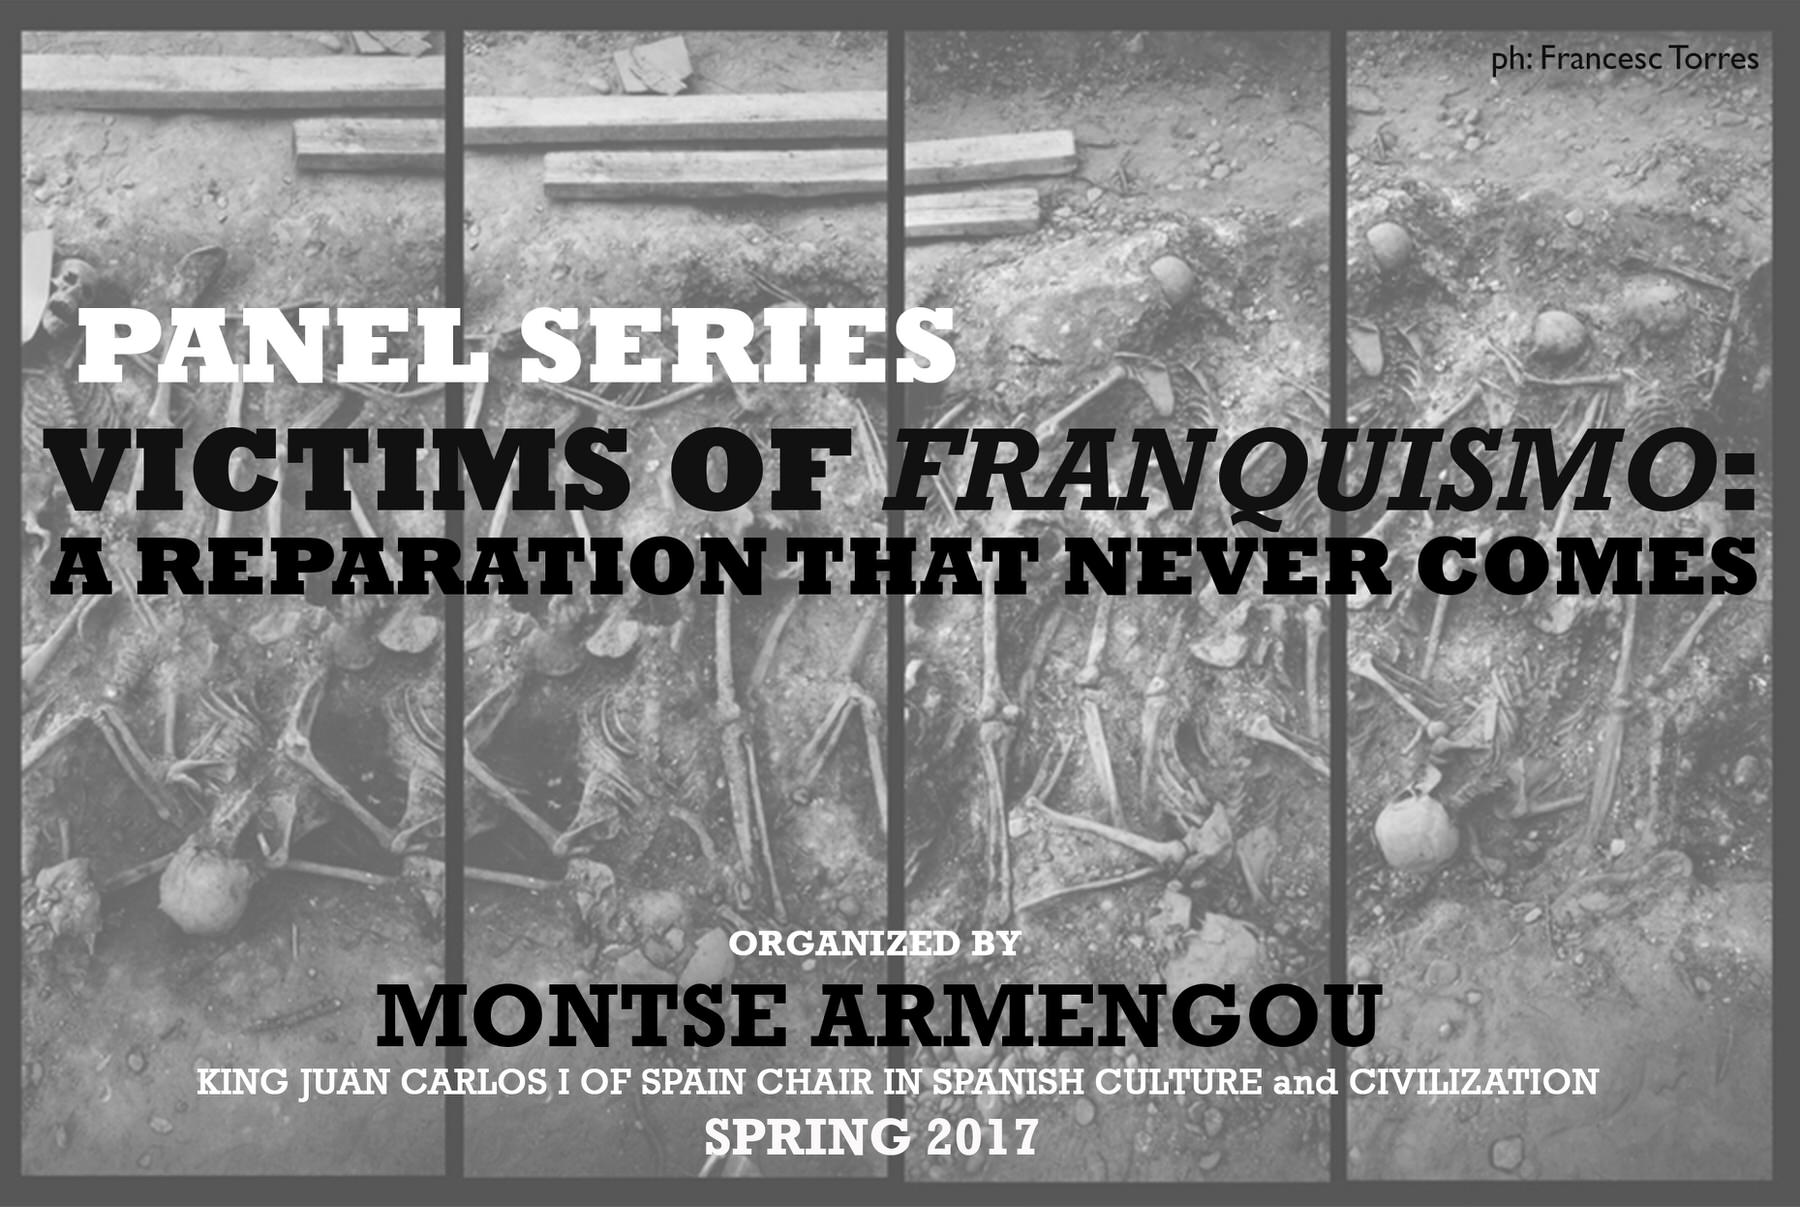 ph: Francesc Torres
PANEL SERIES
VICTIMS OF FRANQUISMO:
A REPARATION THAT NEVER COMES
ORGANIZED BY
MONTSE ARMENGOU
KING JUAN CARLOS I OF SPAIN CHAIR IN SPANISH CULTURE and CIVILIZATION
SPRING 2017